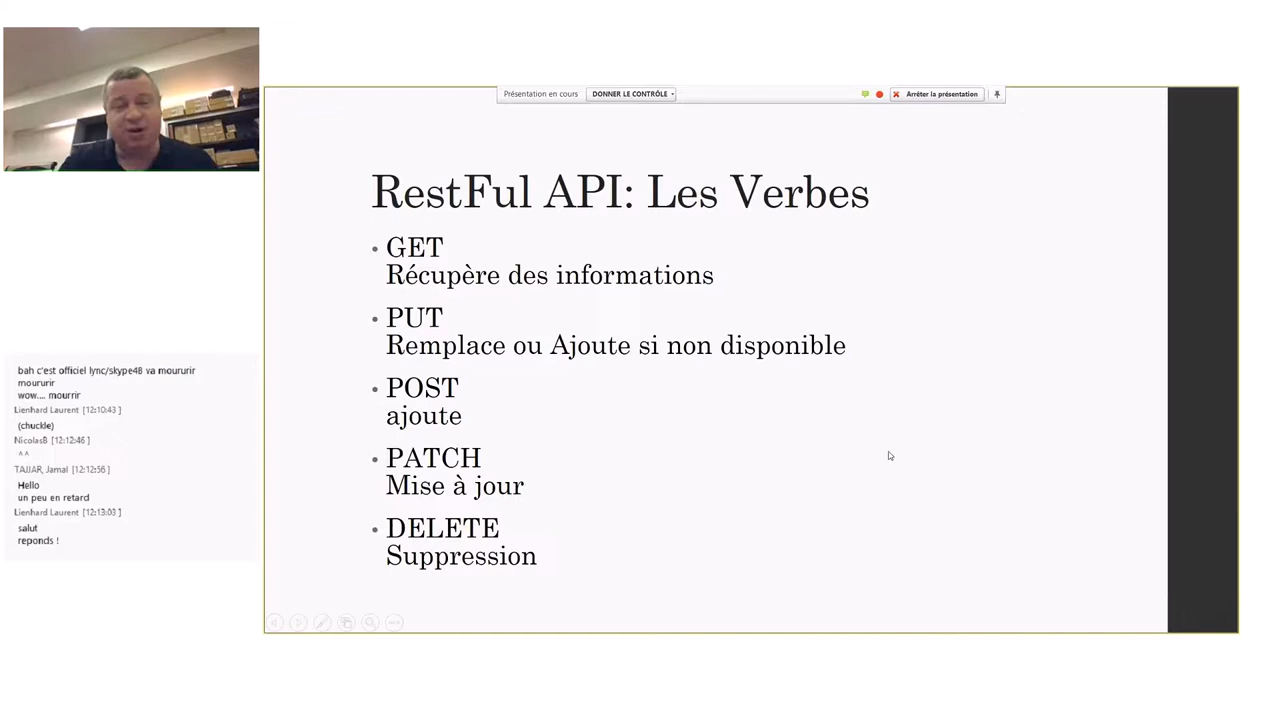 Présentation en cours
DONNER LE CONTRÔLE
Arrêter la présentation
RestFul API: Les Verbes
• GET
Récupère des informations
• PUT
Remplace ou Ajoute si non disponible
• POST
ajoute
• PATCH
Mise à jour
• DELETE
Suppression
bah c'est officiel lync/skype4B va moururir
moururir
wow.... mourrir
Lienhard Laurent [12:10:43 ]
(chuckle)
NicolasB [12:12:46 ]
^^
TAJJAR, Jamal [12:12:56 ]
Hello
un peu en retard
Lienhard Laurent [12:13:03 ]
salut
reponds !